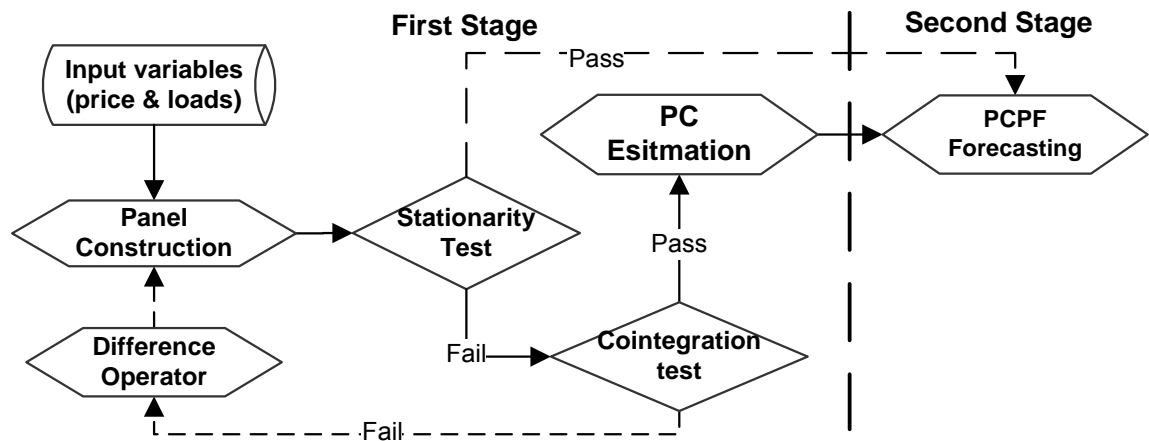 First Stage
Second Stage
Pass
Input variables
(price & loads)
PC
Esitmation
PCPF
Forecasting
Panel
Construction
Stationarity
Test
Pass
Difference
Operator
Fail
Cointegration
test
Fail